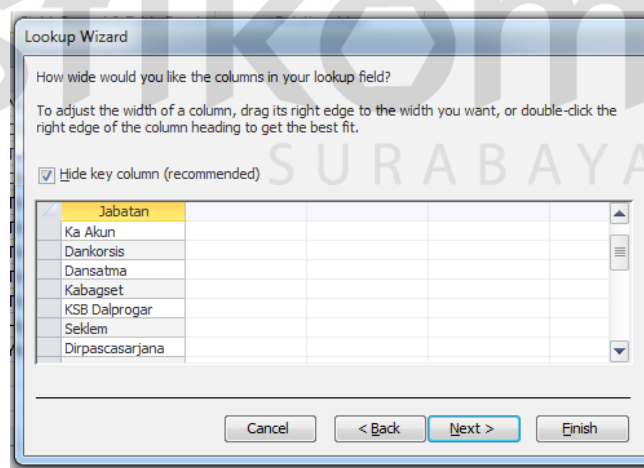 Lookup Wizard
How wide would you like the columns in your lookup field?
To adjust the width of a column, drag its right edge to the width you want, or double-click the
right edge of the column heading to get the best fit.
SURABAYA
Hide key column (recommended)
Jabatan
Ka Akun
Dankorsis
Dansatma
Kabagset
KSB Dalprogar
Seklem
Dirpascasarjana
Cancel
< Back
Next >
Finish